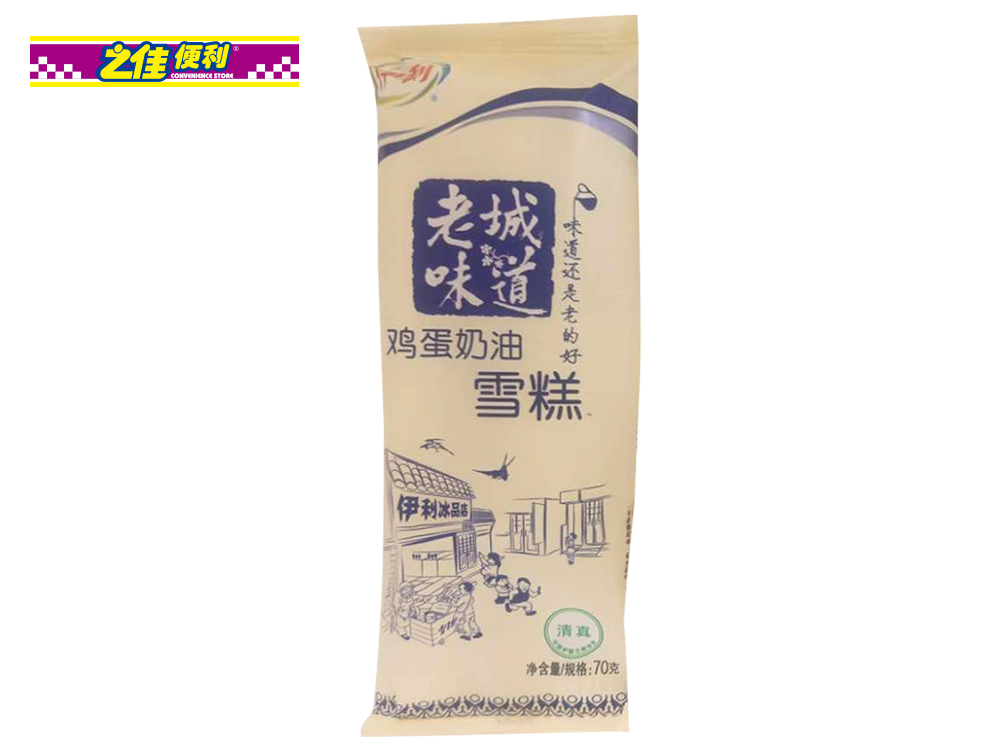 之佳便利®
CONVENIENCE STORE
老城
味道
味道还是老的好
鸡蛋奶油
雪糕
伊利冰品店
清真
净含量/规格:70克